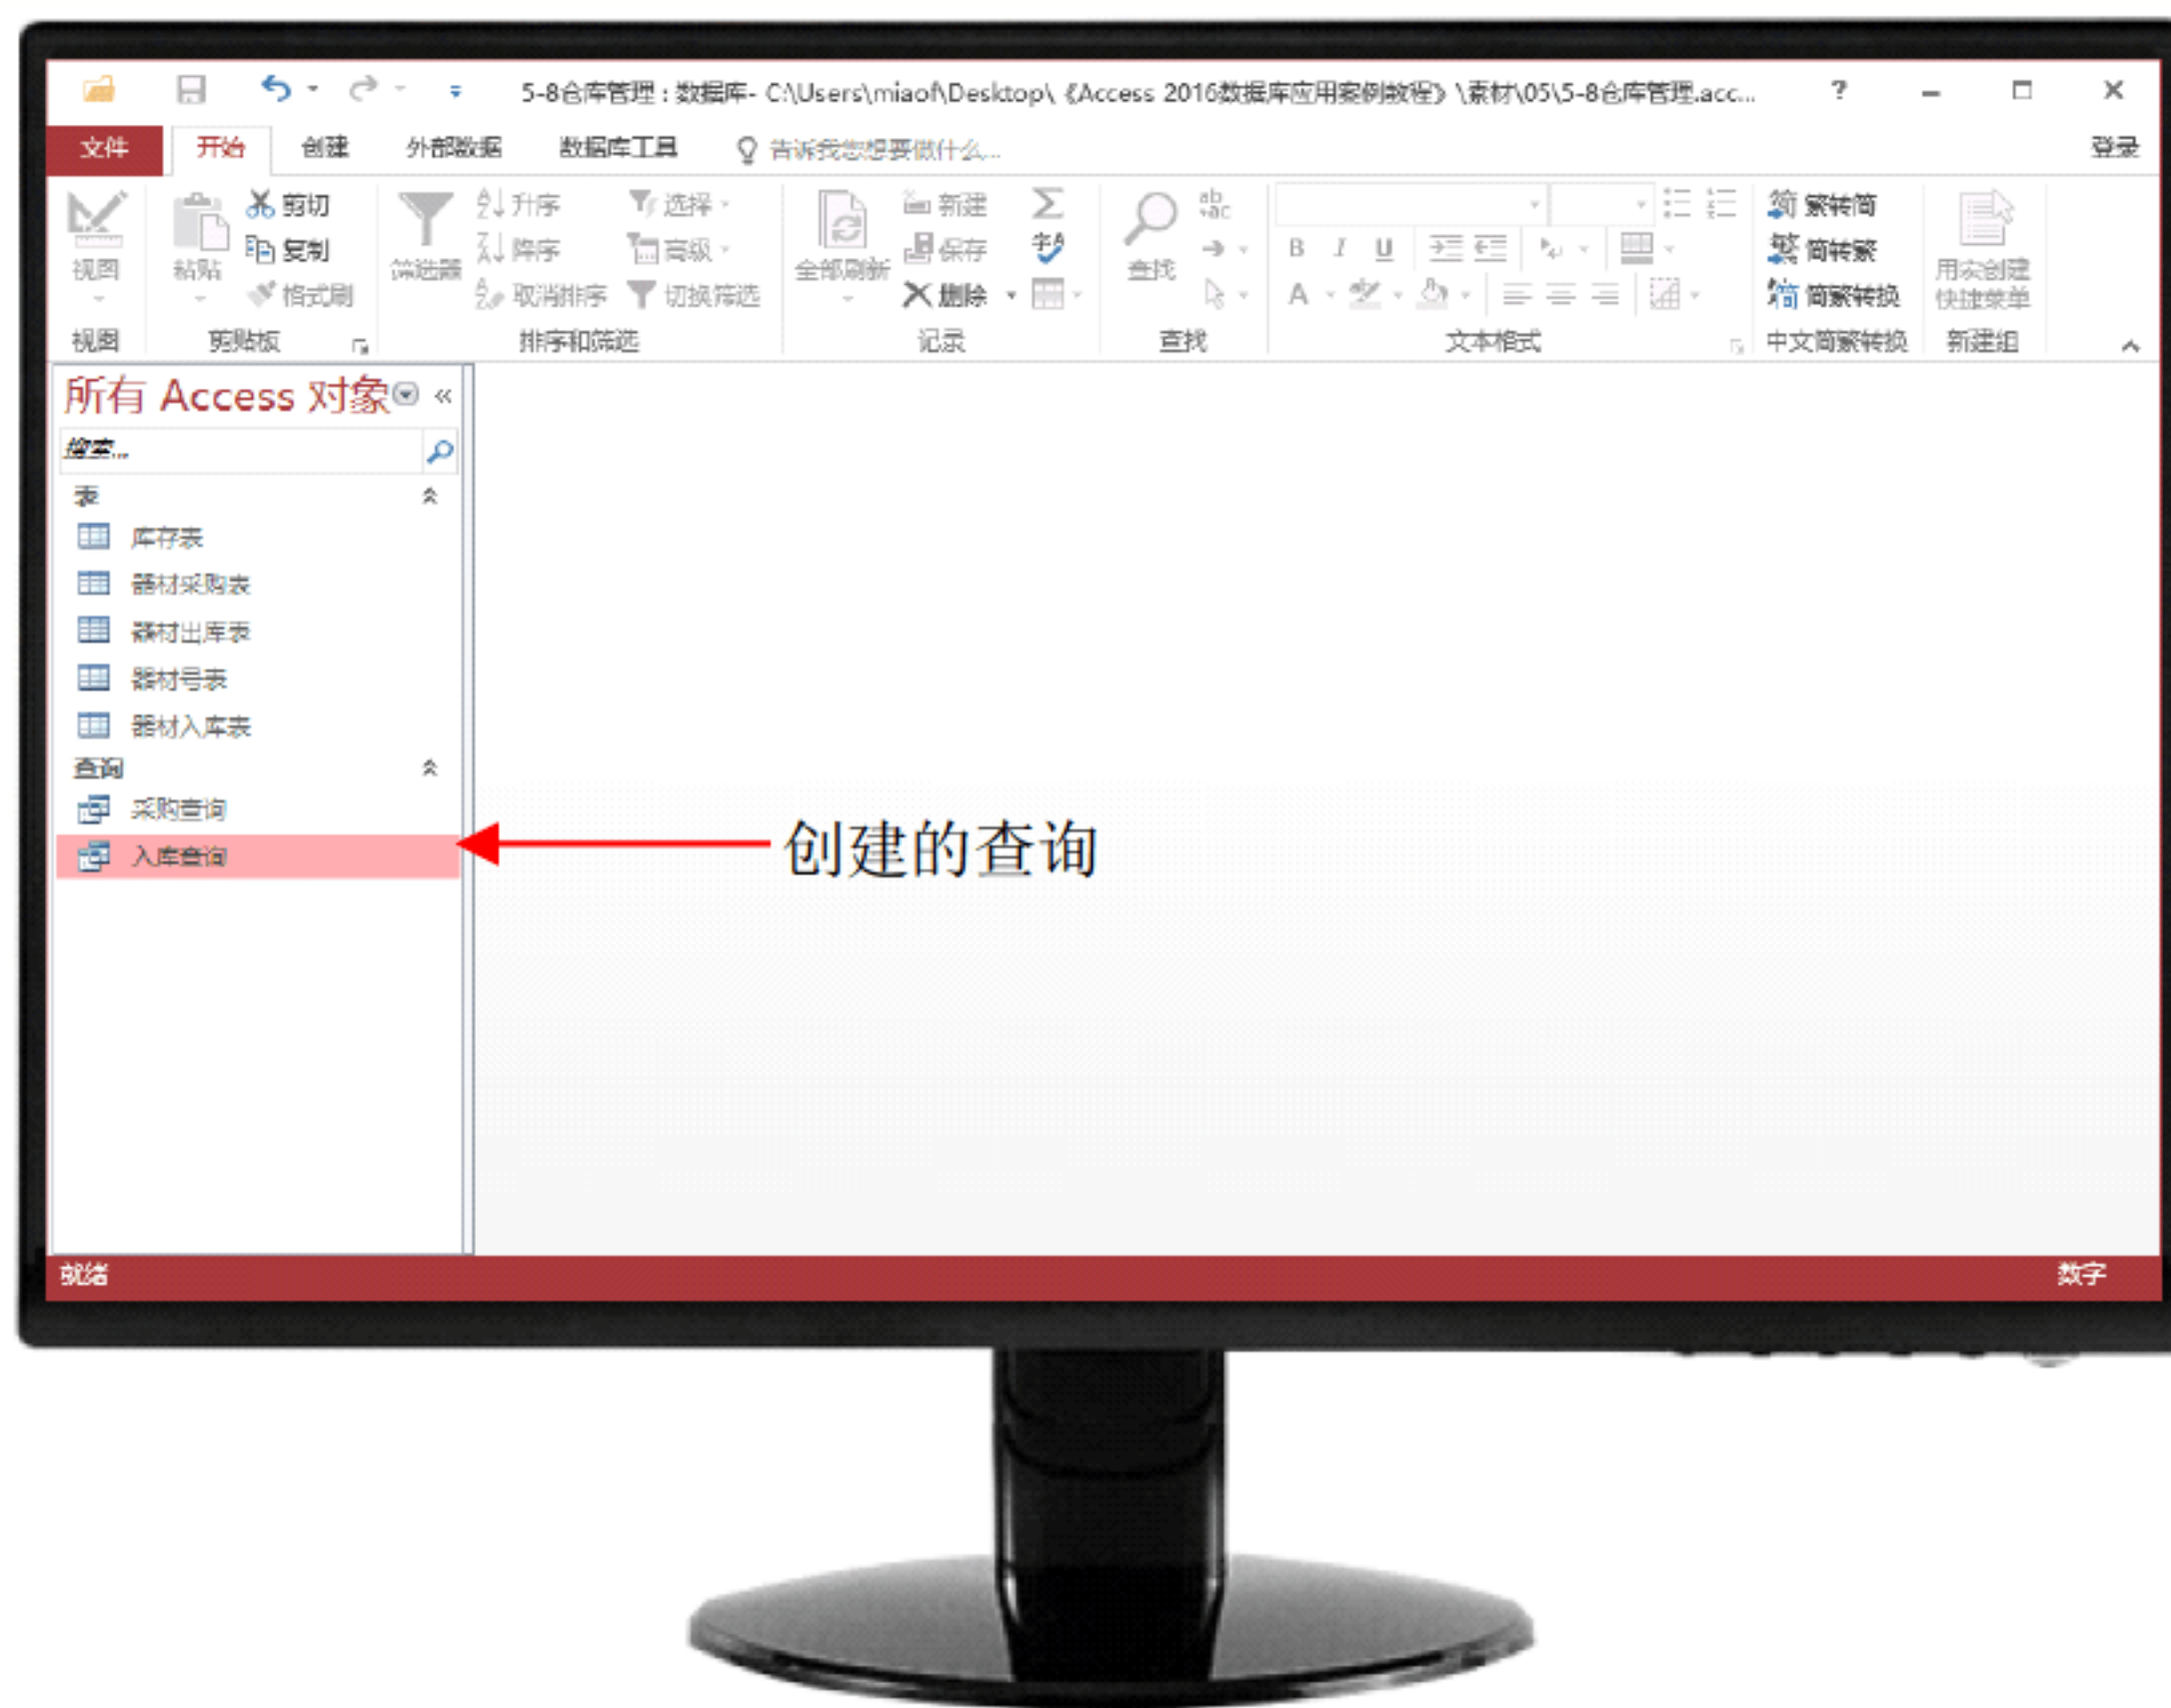 5-8仓库管理 : 数据库- C:\Users\miaof\Desktop\《Access 2016数据库应用案例教程》\素材\05\5-8仓库管理.acc... ?
文件 开始 创建 外部数据 数据库工具 告诉我您想要做什么... 登录
剪切 升序 选择 新建 Σ ab 繁转简
复制 降序 高级 保存 字 → B I U 简转繁
视图 粘贴 筛选器 全部刷新 查找 用宏创建
格式刷 取消排序 切换筛选 删除 A 简繁转换 快捷菜单
视图 剪贴板 排序和筛选 记录 查找 文本格式 中文简繁转换 新建组
所有 Access 对象 «
搜索...
表
库存表
器材采购表
器材出库表
器材号表
器材入库表
查询
采购查询
入库查询
创建的查询
就绪 数字